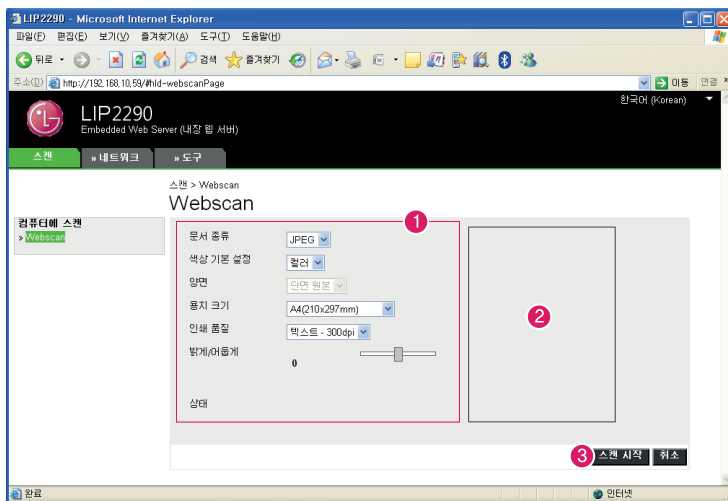 LIP2290 - Microsoft Internet Explorer
파일(F) 편집(E) 보기(V) 즐겨찾기(A) 도구(T) 도움말(H)
뒤로 검색 즐겨찾기
주소(D) http://192.168.10.59/#hId-webscanPage 이동 연결 »
한국어 (Korean)
LG
LIP2290
Embedded Web Server (내장 웹 서버)
스캔 » 네트워크 » 도구
스캔 > Webscan
Webscan
컴퓨터에 스캔
» Webscan
1
문서 종류 JPEG
색상 기본 설정 컬러
양면 단면 원본
용지 크기 A4(210x297mm)
인쇄 품질 텍스트 - 300dpi
밝게/어둡게
0
상태
2
3 스캔 시작 취소
완료 인터넷